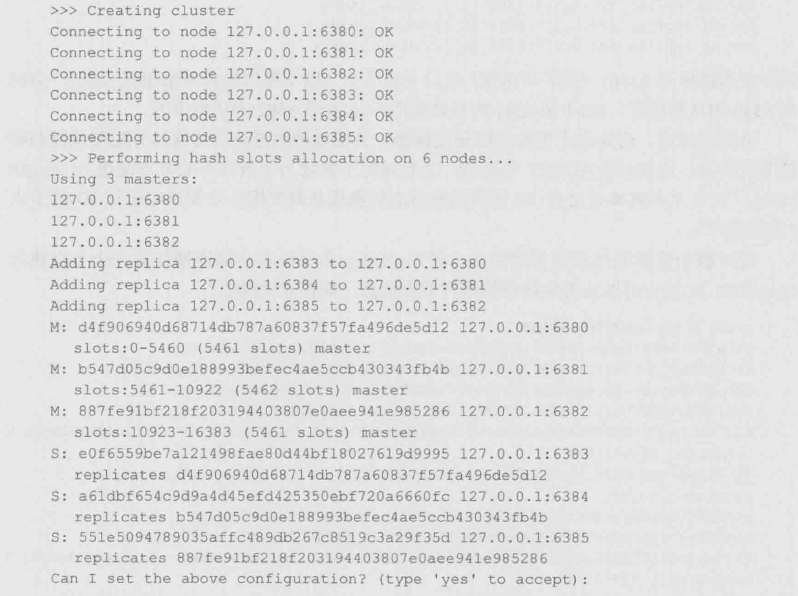 >>> Creating cluster
Connecting to node 127.0.0.1:6380: OK
Connecting to node 127.0.0.1:6381: OK
Connecting to node 127.0.0.1:6382: OK
Connecting to node 127.0.0.1:6383: OK
Connecting to node 127.0.0.1:6384: OK
Connecting to node 127.0.0.1:6385: OK
>>> Performing hash slots allocation on 6 nodes...
Using 3 masters:
127.0.0.1:6380
127.0.0.1:6381
127.0.0.1:6382
Adding replica 127.0.0.1:6383 to 127.0.0.1:6380
Adding replica 127.0.0.1:6384 to 127.0.0.1:6381
Adding replica 127.0.0.1:6385 to 127.0.0.1:6382
M: d4f906940d68714db787a60837f57fa496de5d12 127.0.0.1:6380
slots:0-5460 (5461 slots) master
M: b547d05c9d0e188993befec4ae5ccb430343fb4b 127.0.0.1:6381
slots:5461-10922 (5462 slots) master
M: 887fe91bf218f203194403807e0aee941e985286 127.0.0.1:6382
slots:10923-16383 (5461 slots) master
S: e0f6559be7a121498fae80d44bf18027619d9995 127.0.0.1:6383
replicates d4f906940d68714db787a60837f57fa496de5d12
S: a61dbf654c9d9a4d45efd425350ebf720a6660fc 127.0.0.1:6384
replicates b547d05c9d0e188993befec4ae5ccb430343fb4b
S: 551e5094789035affc489db267c8519c3a29f35d 127.0.0.1:6385
replicates 887fe91bf218f203194403807e0aee941e985286
Can I set the above configuration? (type 'yes' to accept):